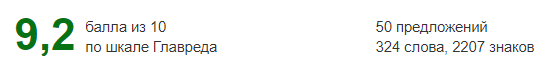 9,2 балла из 10
по шкале Главреда
50 предложений
324 слова, 2207 знаков